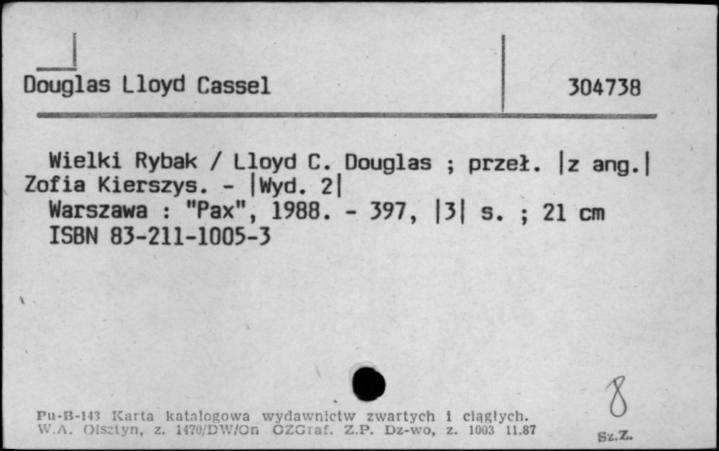 Douglas Lloyd Cassel 304738
Wielki Rybak / Lloyd C. Douglas ; przeł. |z ang.|
Zofia Kierszys. - |Wyd. 2|
Warszawa : "Pax", 1988. - 397, |3| s. ; 21 cm
ISBN 83-211-1005-3
8
Pu-B-143 Karta katalogowa wydawnictw zwartych i ciągłych.
W.A. Olsztyn, z. 1470/DW/On OZGraf. Z.P. Dz-wo, z. 1003 11.87
Sz.Z.